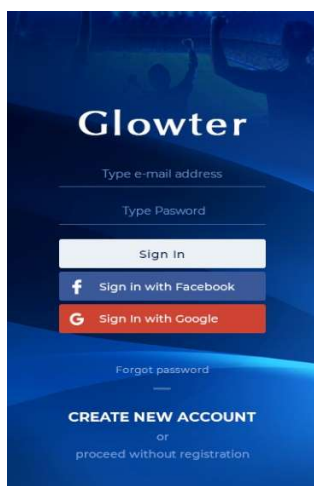 Glowter
Type e-mail address
Type Pasword
Sign In
f Sign in with Facebook
G Sign In with Google
Forgot password
CREATE NEW ACCOUNT
or
proceed without registration